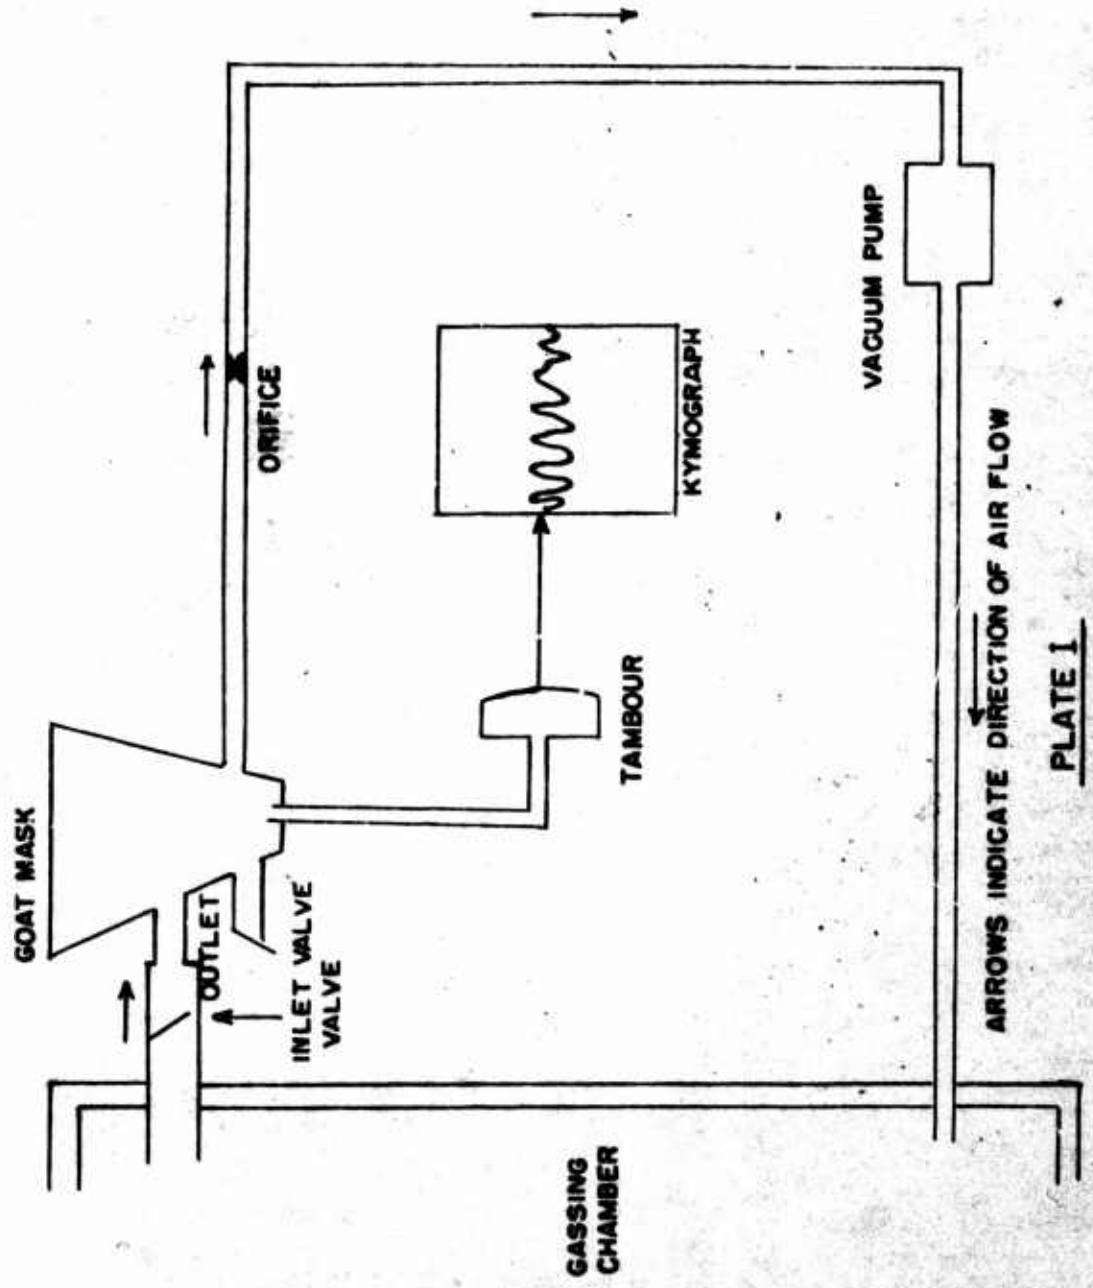 GOAT MASK
OUTLET
INLET VALVE
VALVE
ORIFICE
TAMBOUR
KYMOGRAPH
VACUUM PUMP
GASSING
CHAMBER
ARROWS INDICATE DIRECTION OF AIR FLOW
PLATE I